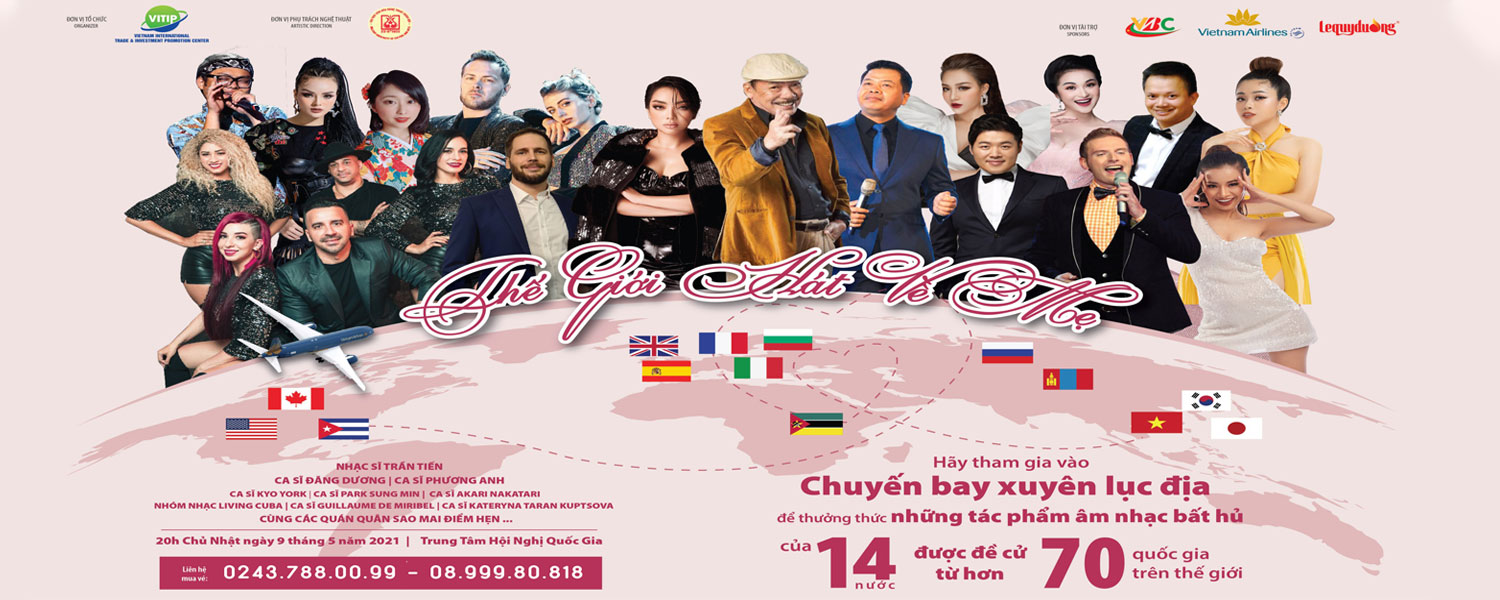 ĐƠN VỊ TỔ CHỨC
ORGANIZER
VITIP
VIETNAM INTERNATIONAL
TRADE & INVESTMENT PROMOTION CENTER
ĐƠN VỊ PHỤ TRÁCH NGHỆ THUẬT
ARTISTIC DIRECTION
ĐƠN VỊ TÀI TRỢ
SPONSORS
VBC
Vietnam Airlines
lequyduong
Thế Giới Hát Về Mẹ
NHẠC SĨ TRẦN TIẾN
CA SĨ ĐĂNG DƯƠNG | CA SĨ PHƯƠNG ANH
CA SĨ KYO YORK | CA SĨ PARK SUNG MIN | CA SĨ AKARI NAKATARI
NHÓM NHẠC LIVING CUBA | CA SĨ GUILLAUME DE MIRIBEL | CA SĨ KATERYNA TARAN KUPTSOVA
CÙNG CÁC QUÁN QUÂN SAO MAI ĐIỂM HẸN ...
20h Chủ Nhật ngày 9 tháng 5 năm 2021 | Trung Tâm Hội Nghị Quốc Gia
Liên hệ
mua vé:
0243.788.00.99 - 08.999.80.818
Hãy tham gia vào
Chuyến bay xuyên lục địa
để thưởng thức những tác phẩm âm nhạc bất hủ
của 14 nước được đề cử từ hơn 70 quốc gia trên thế giới